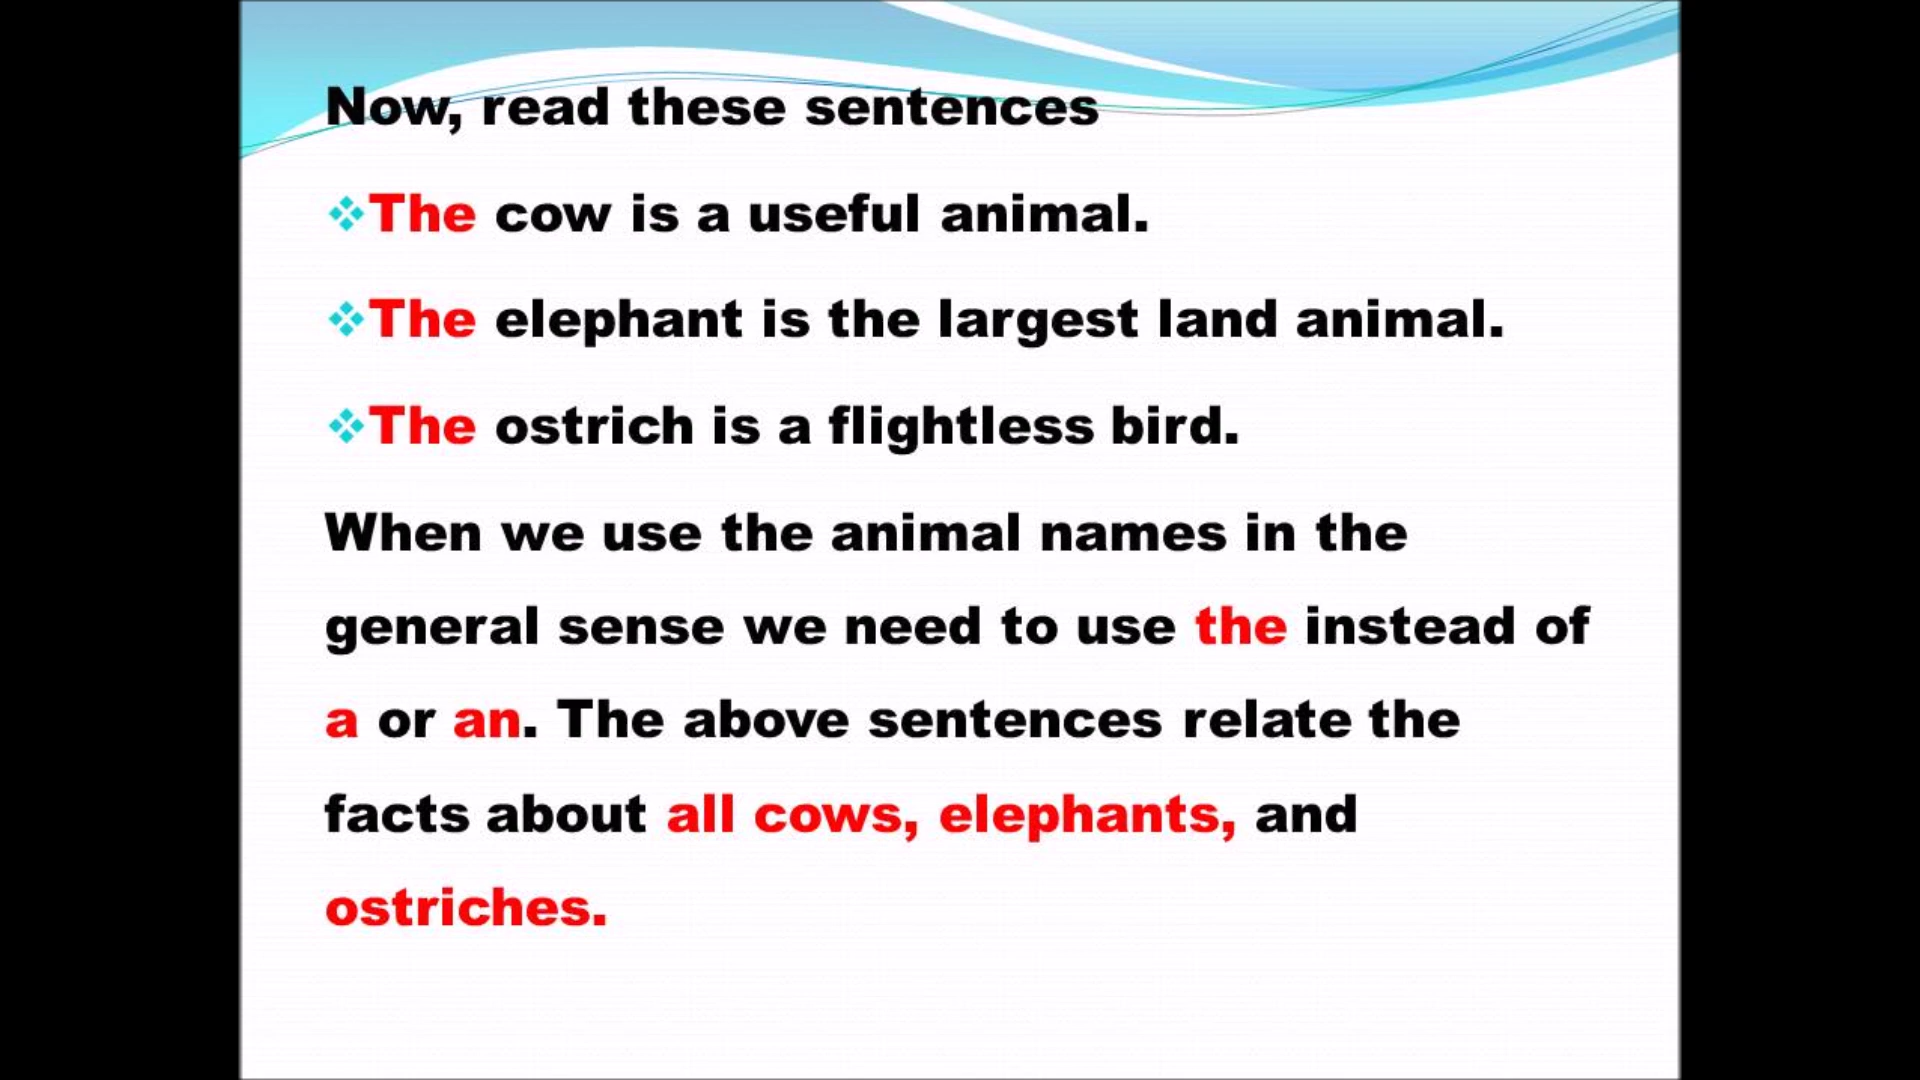 Now, read these sentences
❖The cow is a useful animal.
❖The elephant is the largest land animal.
❖The ostrich is a flightless bird.
When we use the animal names in the
general sense we need to use the instead of
a or an. The above sentences relate the
facts about all cows, elephants, and
ostriches.